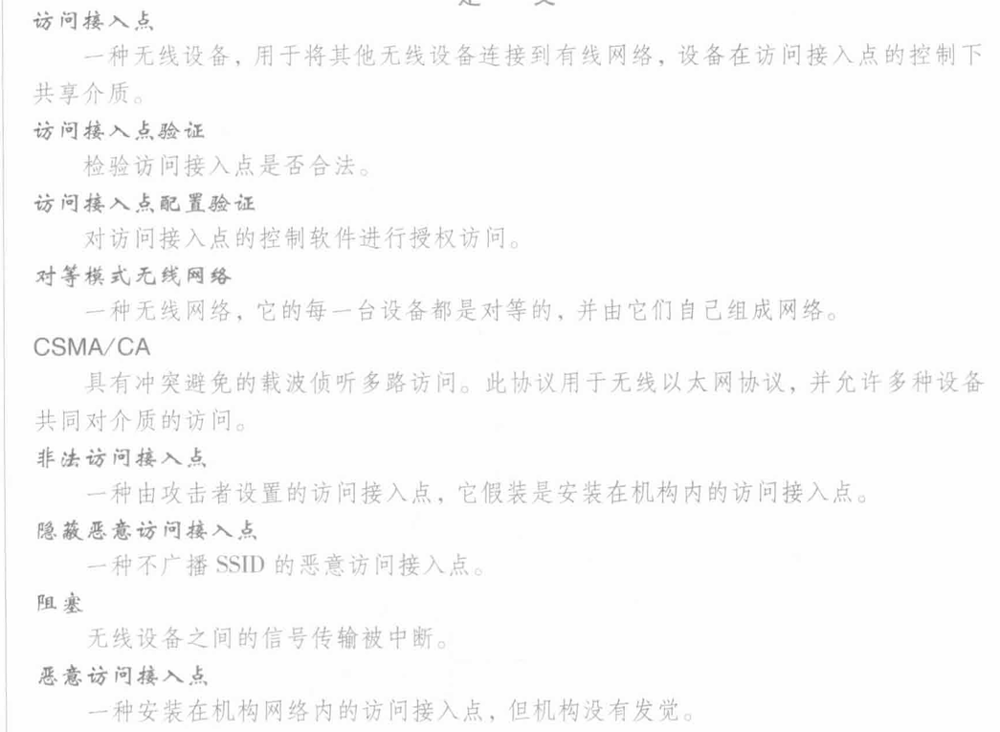 访问接入点
一种无线设备，用于将其他无线设备连接到有线网络，设备在访问接入点的控制下
共享介质。
访问接入点验证
检验访问接入点是否合法。
访问接入点配置验证
对访问接入点的控制软件进行授权访问。
对等模式无线网络
一种无线网络，它的每一台设备都是对等的，并由它们自己组成网络。
CSMA/CA
具有冲突避免的载波侦听多路访问。此协议用于无线以太网协议，并允许多种设备
共同对介质的访问。
非法访问接入点
一种由攻击者设置的访问接入点，它假装是安装在机构内的访问接入点。
隐蔽恶意访问接入点
一种不广播 SSID 的恶意访问接入点。
阻塞
无线设备之间的信号传输被中断。
恶意访问接入点
一种安装在机构网络内的访问接入点，但机构没有发觉。